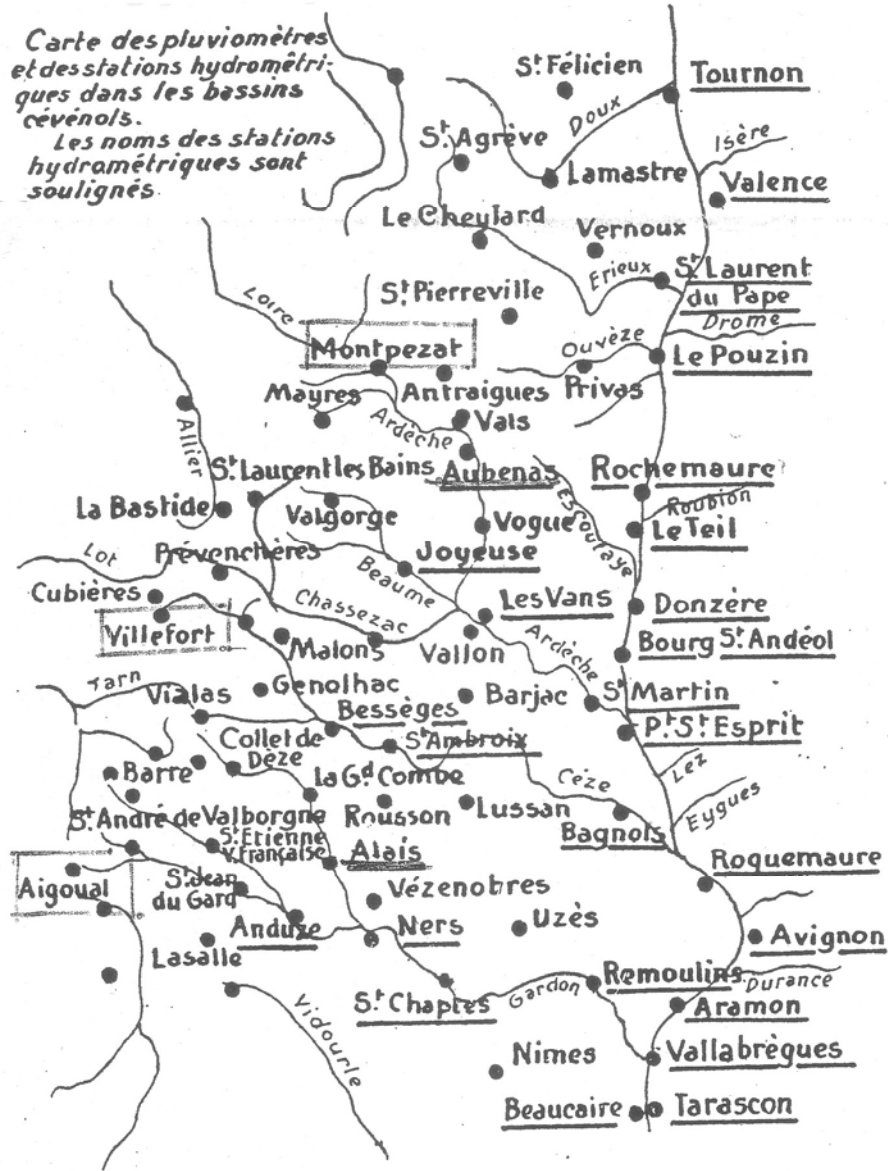 Carte des pluviomètres
et des stations hydrométri-
ques dans les bassins
cévénols.
Les noms des stations
hydramétriques sont
soulignés
St Félicien
Tournon
Doux
Isère
St Agrève
Lamastre
Valence
Le Cheylard
Vernoux
Erieux
St Laurent
du Pape
St Pierreville
Loire
Drome
Ouvèze
Montpezat
Le Pouzin
Privas
Mayres
Antraigues
Ardèche
Vals
Allier
St Laurent les Bains
Aubenas
Rochemaure
La Bastide
Valgorge
Vogue
Escoutaye
Roubion
Le Teil
Lot
Prévenchères
Joyeuse
Beaume
Cubières
Chassezac
Les Vans
Donzère
Villefort
Malons
Vallon
Ardèche
Bourg St Andéol
Tarn
Vialas
Génolhac
Barjac
St Martin
Bessèges
Pt St Esprit
Collet de
Dèze
St Ambroix
Lez
Barre
La Gd Combe
Cèze
Eygues
St André de Valborgne
Rousson
Lussan
Bagnols
St Etienne
V. Française
Alais
Roquemaure
Aigoual
St Jean
du Gard
Vézenobres
Anduze
Ners
Uzès
Avignon
Lasalle
Remoulins
Durance
St Chaptes
Gardon
Aramon
Vidourle
Nimes
Vallabrègues
Beaucaire
Tarascon